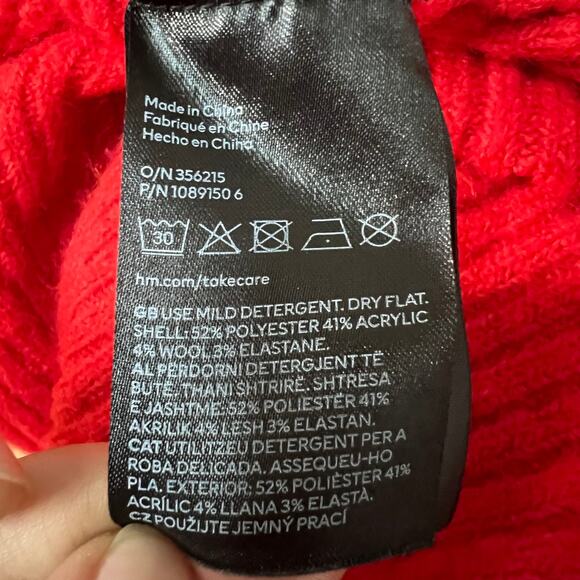 Made in China
Fabriqué en Chine
Hecho en China
O/N 356215
P/N 1089150 6
30
hm.com/takecare
GB USE MILD DETERGENT. DRY FLAT.
SHELL: 52% POLYESTER 41% ACRYLIC
4% WOOL 3% ELASTANE.
AL PËRDORNI DETERGJENT TË
BUTË. THANI SHTRIRË. SHTRESA
E JASHTME: 52% POLIESTËR 41%
AKRILIK 4% LESH 3% ELASTAN.
CAT UTILITZEU DETERGENT PER A
ROBA DELICADA. ASSEQUEU-HO
PLA. EXTERIOR: 52% POLIÈSTER 41%
ACRÍLIC 4% LLANA 3% ELASTÀ.
CZ POUŽIJTE JEMNÝ PRACÍ